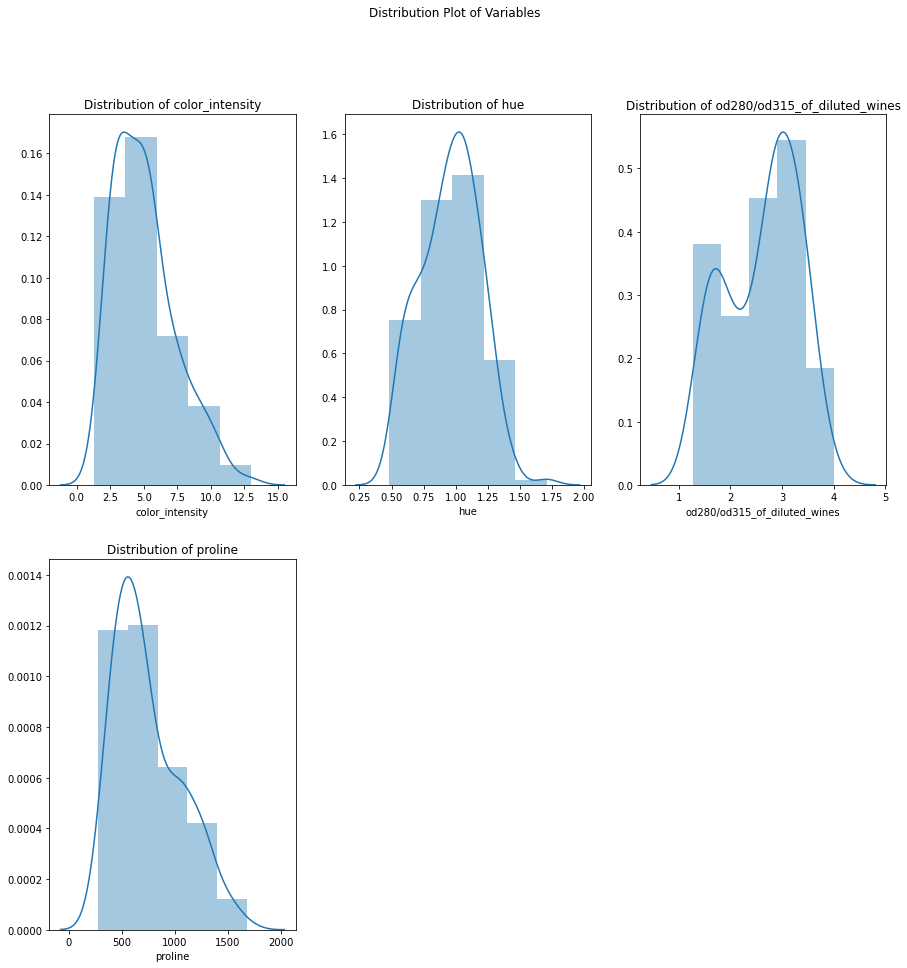 Distribution Plot of Variables
Distribution of color_intensity
0.16
0.14
0.12
0.10
0.08
0.06
0.04
0.02
0.00
0.0 2.5 5.0 7.5 10.0 12.5 15.0
color_intensity
Distribution of hue
1.6
1.4
1.2
1.0
0.8
0.6
0.4
0.2
0.0
0.25 0.50 0.75 1.00 1.25 1.50 1.75 2.00
hue
Distribution of od280/od315_of_diluted_wines
0.5
0.4
0.3
0.2
0.1
0.0
1 2 3 4 5
od280/od315_of_diluted_wines
Distribution of proline
0.0014
0.0012
0.0010
0.0008
0.0006
0.0004
0.0002
0.0000
0 500 1000 1500 2000
proline